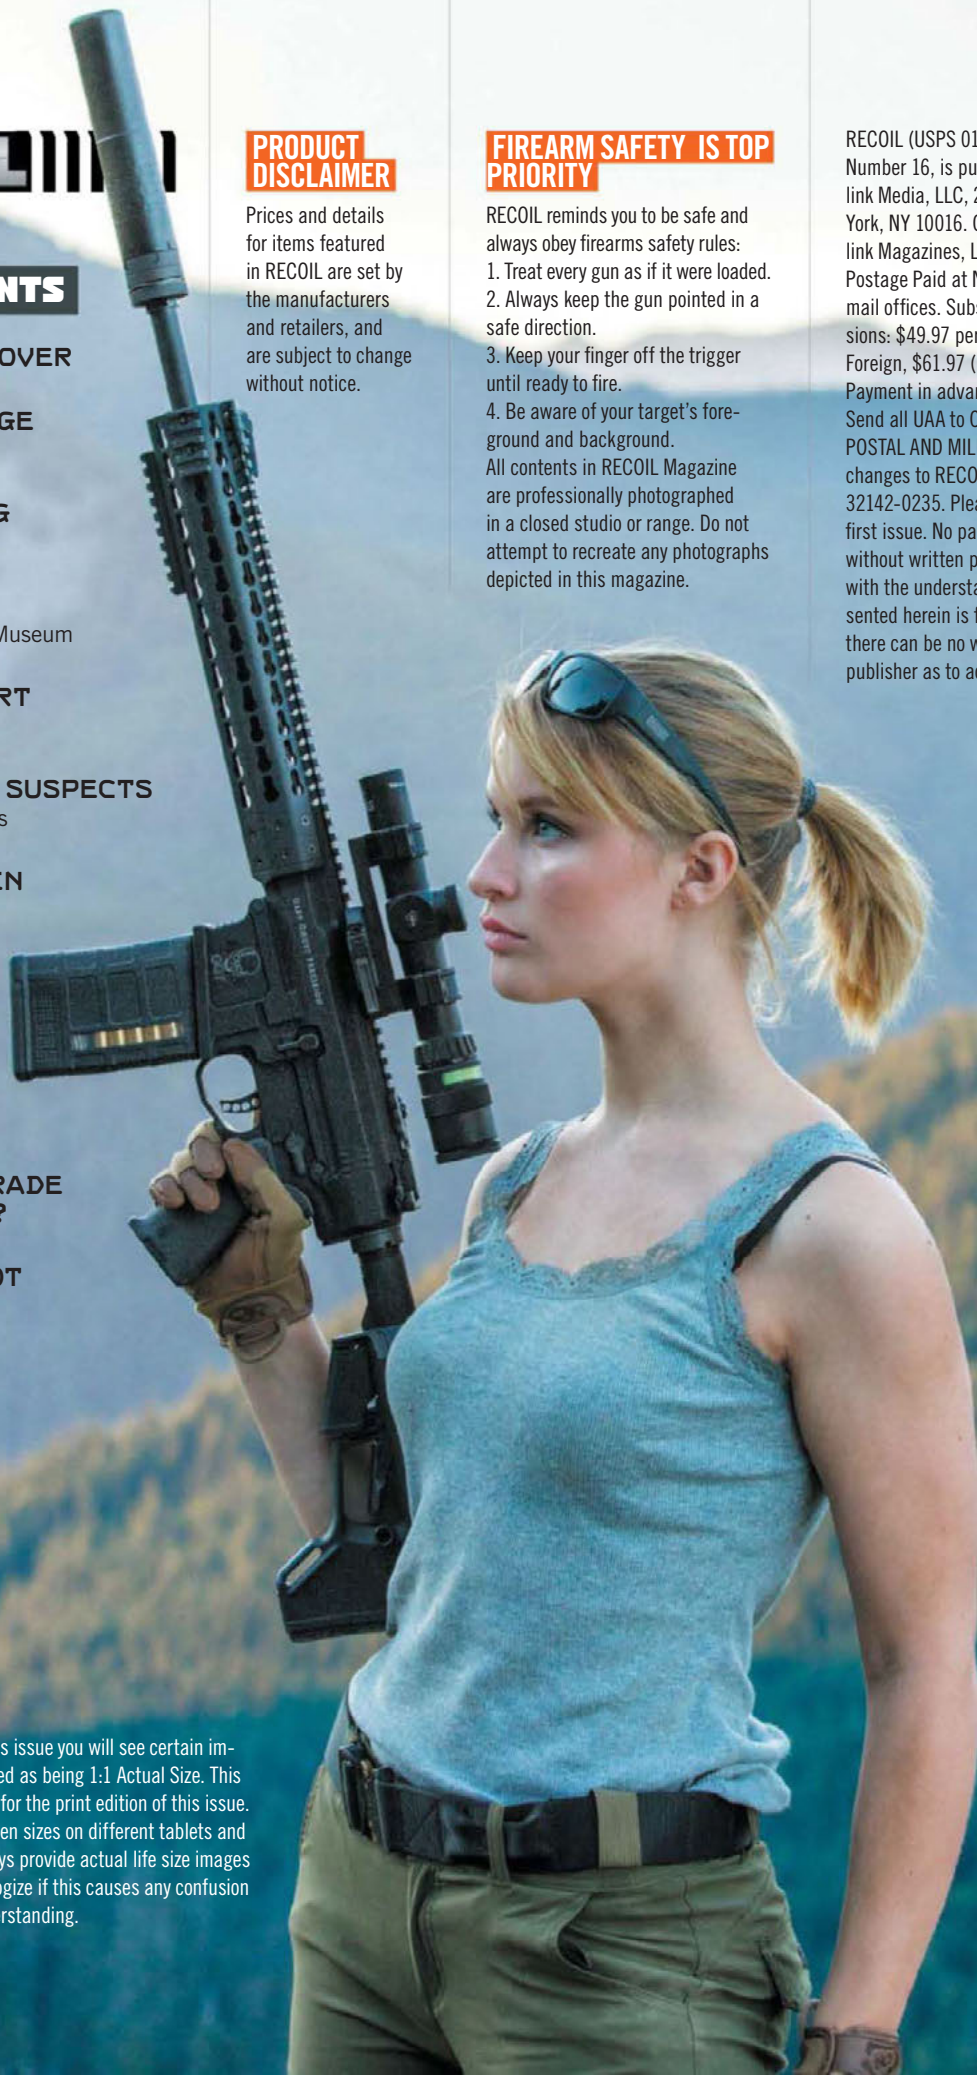 NTS
OVER
GE
G
Museum
RT
SUSPECTS
s
EN
RADE
?
OT
PRODUCT
DISCLAIMER
Prices and details
for items featured
in RECOIL are set by
the manufacturers
and retailers, and
are subject to change
without notice.
FIREARM SAFETY IS TOP
PRIORITY
RECOIL reminds you to be safe and
always obey firearms safety rules:
1. Treat every gun as if it were loaded.
2. Always keep the gun pointed in a
safe direction.
3. Keep your finger off the trigger
until ready to fire.
4. Be aware of your target's fore-
ground and background.
All contents in RECOIL Magazine
are professionally photographed
in a closed studio or range. Do not
attempt to recreate any photographs
depicted in this magazine.
RECOIL (USPS 01
Number 16, is pu
link Media, LLC, 2
York, NY 10016. C
link Magazines, L
Postage Paid at N
mail offices. Subs
sions: $49.97 per
Foreign, $61.97 (
Payment in advan
Send all UAA to C
POSTAL AND MIL
changes to RECO
32142-0235. Plea
first issue. No pa
without written p
with the understa
sented herein is f
there can be no w
publisher as to ac
s issue you will see certain im-
ed as being 1:1 Actual Size. This
for the print edition of this issue.
en sizes on different tablets and
ys provide actual life size images
ogize if this causes any confusion
rstanding.